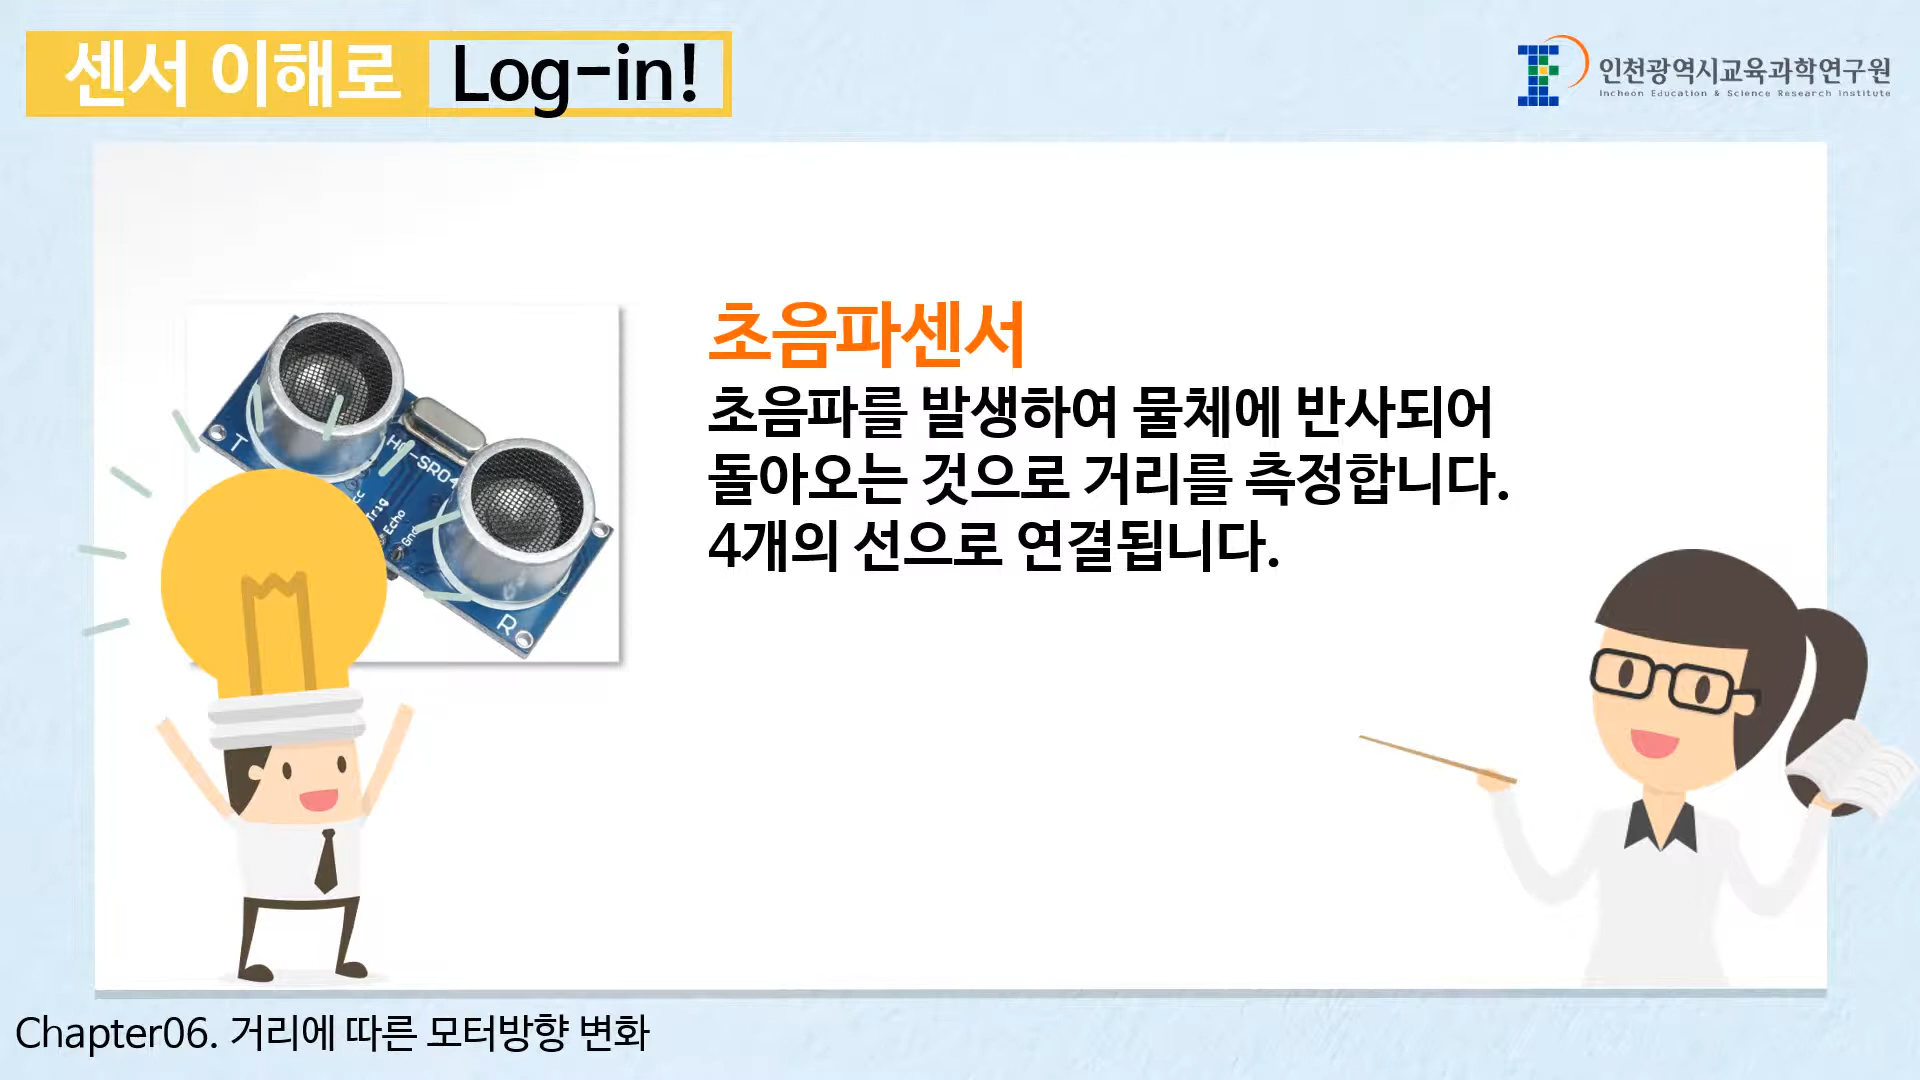 센서 이해로 Log-in!
인천광역시교육과학연구원
Incheon Education & Science Research Institute
초음파센서
초음파를 발생하여 물체에 반사되어
돌아오는 것으로 거리를 측정합니다.
4개의 선으로 연결됩니다.
T
Trig
Echo
Gnd
R
Chapter06. 거리에 따른 모터방향 변화